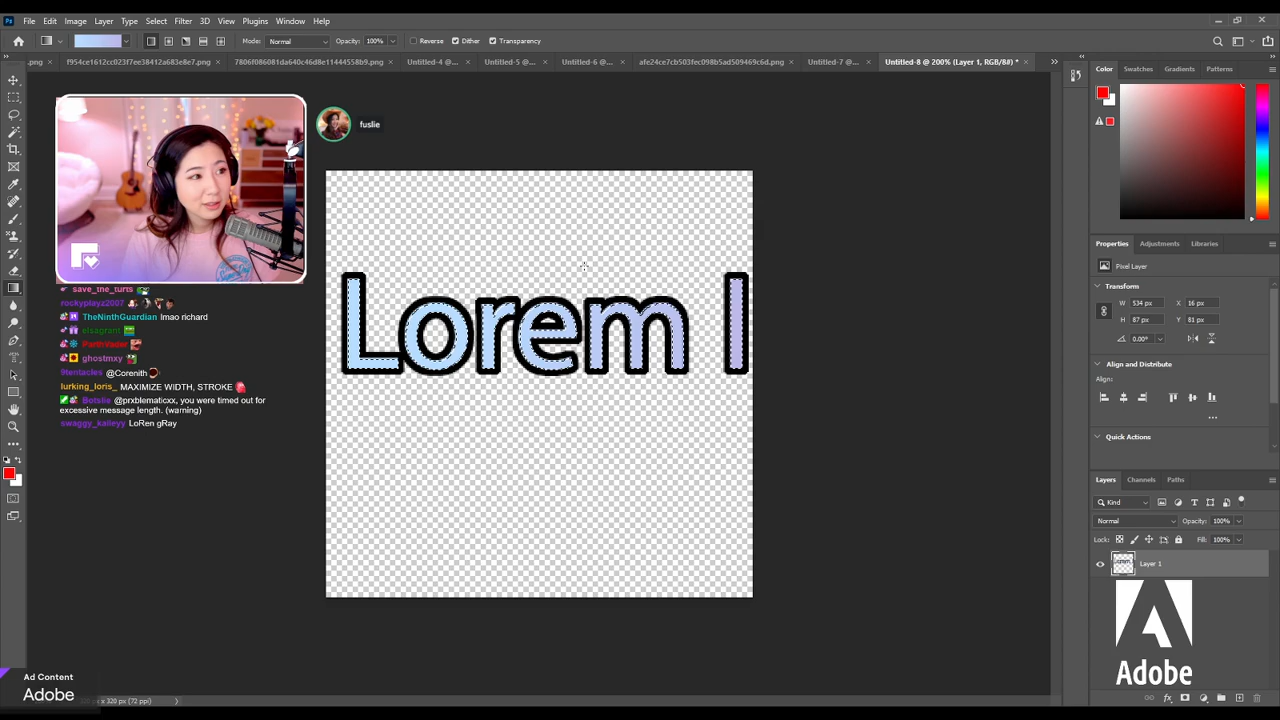 Ps File Edit Image Layer Type Select Filter 3D View Plugins Window Help
Mode: Normal Opacity: 100% Reverse Dither Transparency
.png × f954ce1612cc023f7ee38412a683e8e7.png × 7806f086081da640c46d8e11444558b9.png × Untitled-4 @ ... × Untitled-5 @ ... × Untitled-6 @ ... × afe24ce7cb503fec098b5ad509469c6d.png × Untitled-7 @ ... × Untitled-8 @ 200% (Layer 1, RGB/8#) * ×
fuslie
save_the_turts
rockyplayz2007
TheNinthGuardian lmao richard
elsagrant
ParthVader
ghostmxy
9tentacles @Corenith
lurking_loris_ MAXIMIZE WIDTH, STROKE
Botslie @prxblematicxx, you were timed out for
excessive message length. (warning)
swaggy_kaileyy LoRen gRay
Lorem I
Color Swatches Gradients Patterns
Properties Adjustments Libraries
Pixel Layer
Transform
W 534 px X 16 px
H 87 px Y 81 px
0.00°
Align and Distribute
Align:
...
Quick Actions
Layers Channels Paths
Kind
Normal Opacity: 100%
Lock: Fill: 100%
Layer 1
Adobe
Ad Content
Adobe
px x 320 px (72 ppi)
fx